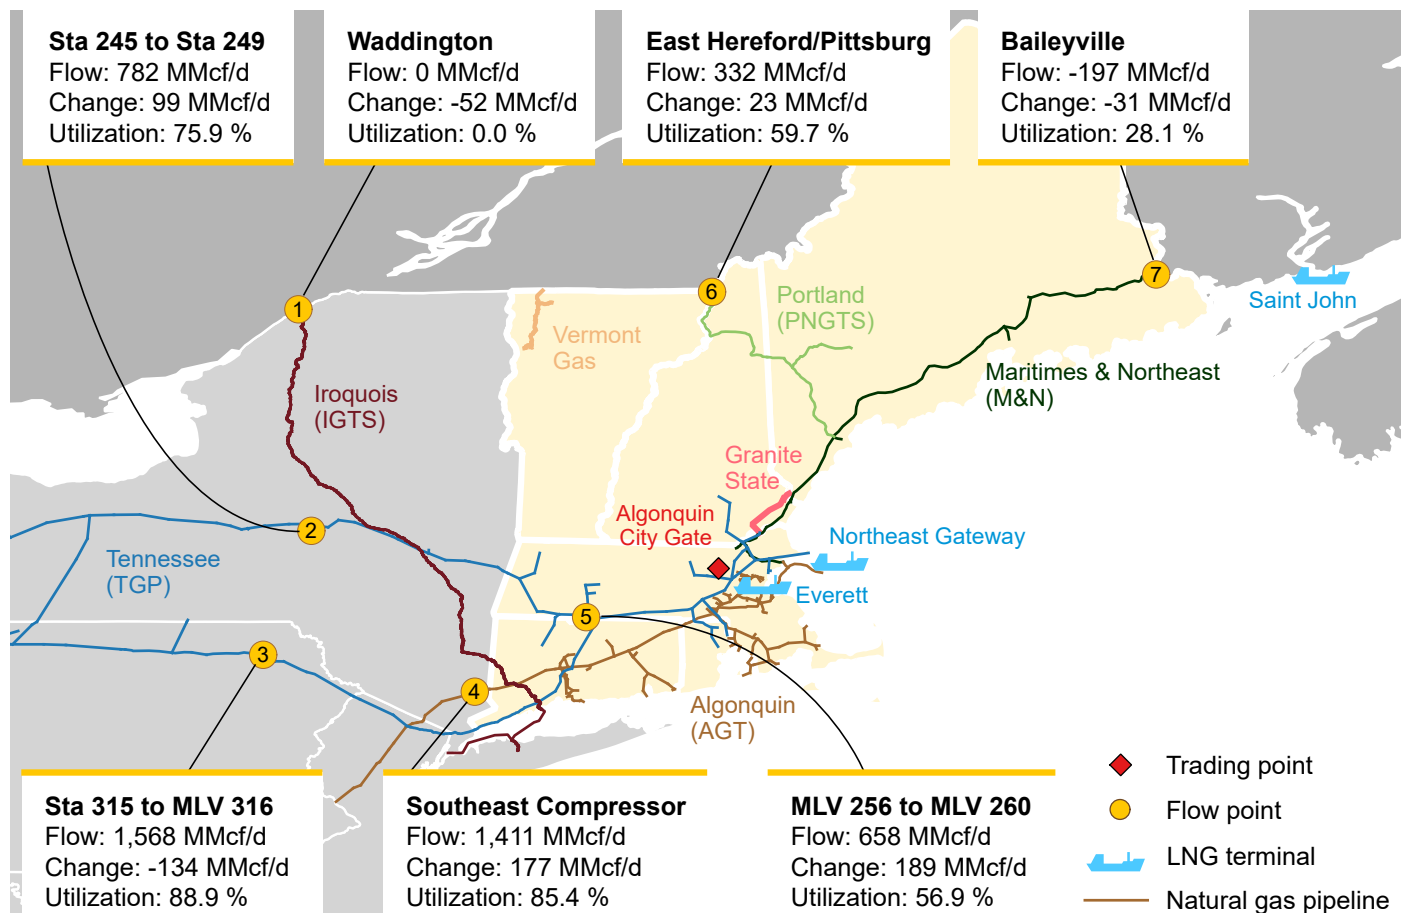 Sta 245 to Sta 249
Flow: 782 MMcf/d
Change: 99 MMcf/d
Utilization: 75.9 %
Waddington
Flow: 0 MMcf/d
Change: -52 MMcf/d
Utilization: 0.0 %
East Hereford/Pittsburg
Flow: 332 MMcf/d
Change: 23 MMcf/d
Utilization: 59.7 %
Baileyville
Flow: -197 MMcf/d
Change: -31 MMcf/d
Utilization: 28.1 %
1
6
7
Saint John
Portland
(PNGTS)
Vermont
Gas
Maritimes & Northeast
(M&N)
Iroquois
(IGTS)
Granite
State
Algonquin
City Gate
2
Northeast Gateway
Tennessee
(TGP)
Everett
5
3
4
Algonquin
(AGT)
Sta 315 to MLV 316
Flow: 1,568 MMcf/d
Change: -134 MMcf/d
Utilization: 88.9 %
Southeast Compressor
Flow: 1,411 MMcf/d
Change: 177 MMcf/d
Utilization: 85.4 %
MLV 256 to MLV 260
Flow: 658 MMcf/d
Change: 189 MMcf/d
Utilization: 56.9 %
Trading point
Flow point
LNG terminal
Natural gas pipeline